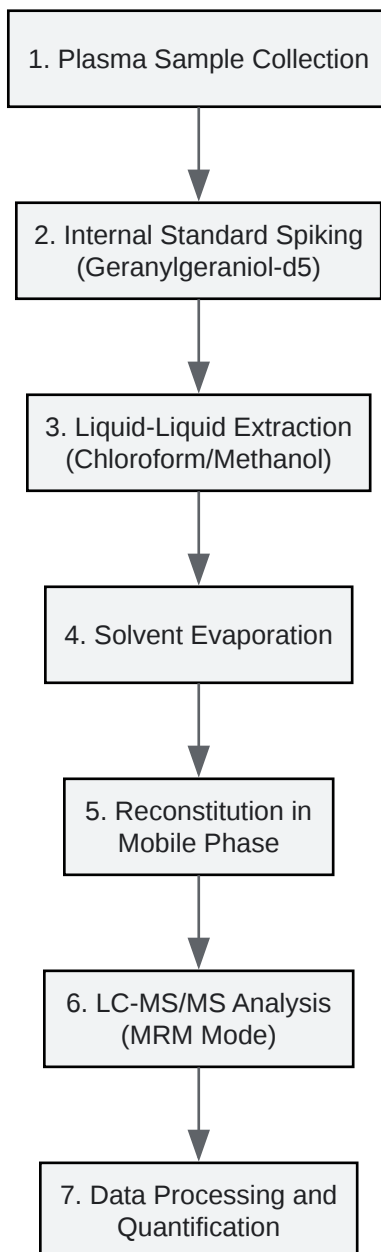 1. Plasma Sample Collection
2. Internal Standard Spiking
(Geranylgeraniol-d5)
3. Liquid-Liquid Extraction
(Chloroform/Methanol)
4. Solvent Evaporation
5. Reconstitution in
Mobile Phase
6. LC-MS/MS Analysis
(MRM Mode)
7. Data Processing and
Quantification